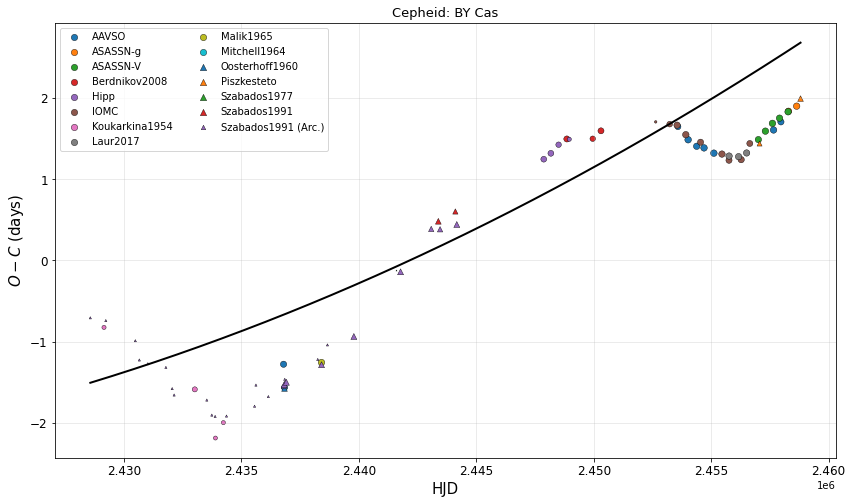 Cepheid: BY Cas
AAVSO
ASASSN-g
ASASSN-V
Berdnikov2008
Hipp
IOMC
Koukarkina1954
Laur2017
Malik1965
Mitchell1964
Oosterhoff1960
Piszkesteto
Szabados1977
Szabados1991
Szabados1991 (Arc.)
2
1
0
−1
−2
O − C (days)
2.430 2.435 2.440 2.445 2.450 2.455 2.460
1e6
HJD